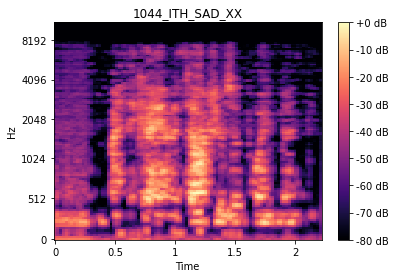 1044_ITH_SAD_XX
8192
4096
2048
1024
512
0
Hz
0
0.5
1
1.5
2
Time
+0 dB
-10 dB
-20 dB
-30 dB
-40 dB
-50 dB
-60 dB
-70 dB
-80 dB